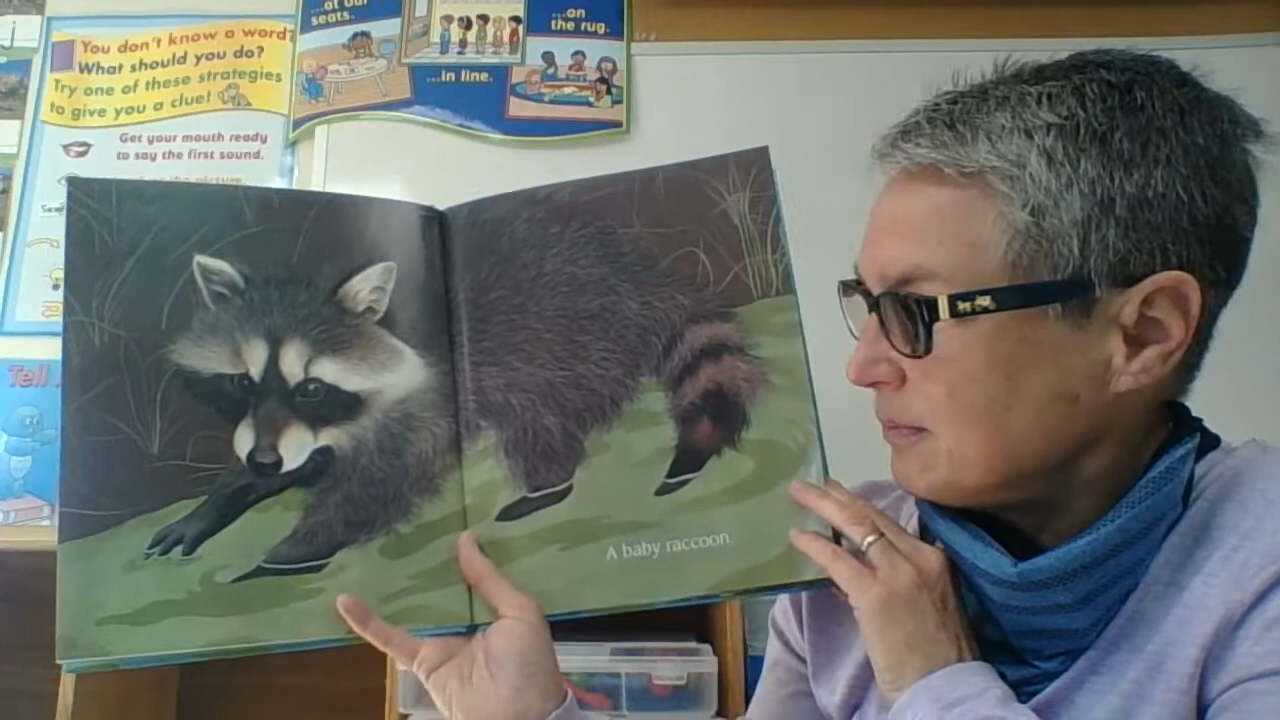 ...at our
seats.
...on
the rug.
...in line.
You don't know a word?
What should you do?
Try one of these strategies
to give you a clue!
Get your mouth ready
to say the first sound.
Tell
A baby raccoon.